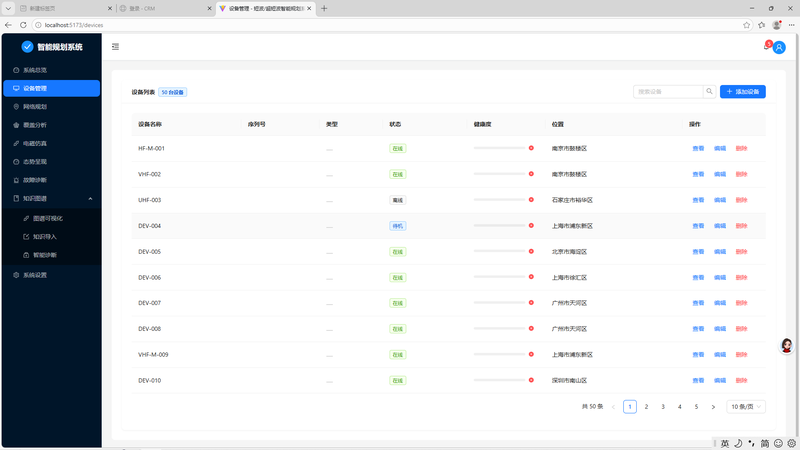 新建标签页
登录 - CRM
设备管理 - 短波/超短波智能规划系
localhost:5173/devices
智能规划系统
系统总览
设备管理
网络规划
覆盖分析
电磁仿真
态势呈现
故障诊断
知识图谱
图谱可视化
知识导入
智能诊断
系统设置
设备列表 50 台设备
搜索设备
添加设备
设备名称 序列号 类型 状态 健康度 位置 操作
HF-M-001 在线 南京市鼓楼区 查看 编辑 删除
VHF-002 在线 南京市鼓楼区 查看 编辑 删除
UHF-003 离线 石家庄市裕华区 查看 编辑 删除
DEV-004 待机 上海市浦东新区 查看 编辑 删除
DEV-005 在线 北京市海淀区 查看 编辑 删除
DEV-006 在线 上海市徐汇区 查看 编辑 删除
DEV-007 在线 广州市天河区 查看 编辑 删除
DEV-008 在线 广州市天河区 查看 编辑 删除
VHF-M-009 在线 上海市浦东新区 查看 编辑 删除
DEV-010 在线 深圳市南山区 查看 编辑 删除
共 50 条 1 2 3 4 5 10 条/页
英 简